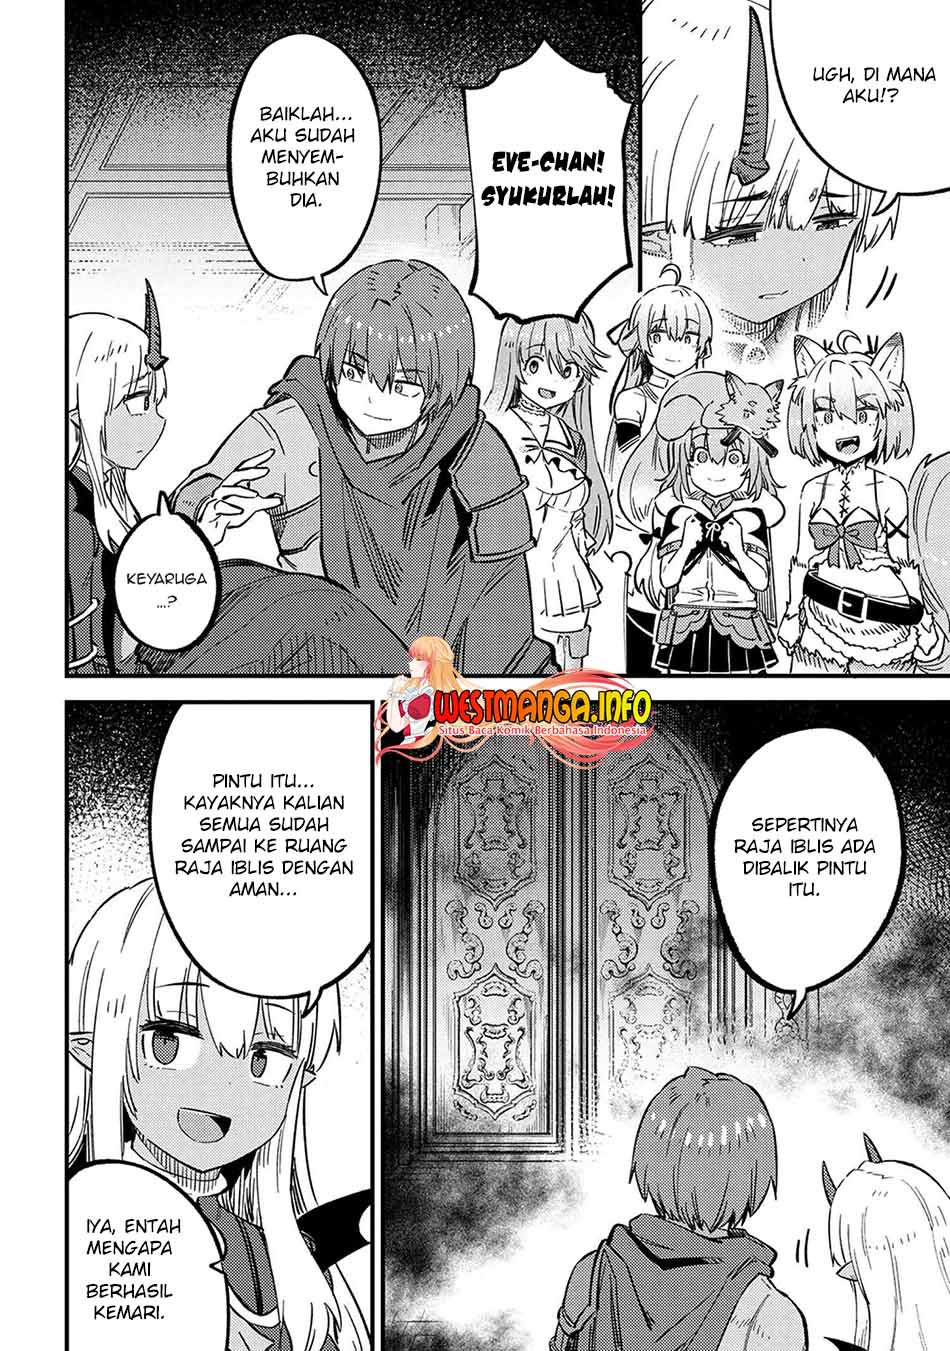 UGH, DI MANA
AKU!?
EVE-CHAN!
SYUKURLAH!
BAIKLAH...
AKU SUDAH
MENYEM-
BUHKAN
DIA.
KEYARUGA
...?
WESTMANGA.INFO
Situs Baca Komik Berbahasa Indonesia
SEPERTINYA
RAJA IBLIS ADA
DIBALIK PINTU
ITU.
PINTU ITU...
KAYAKNYA KALIAN
SEMUA SUDAH
SAMPAI KE RUANG
RAJA IBLIS DENGAN
AMAN...
IYA, ENTAH
MENGAPA
KAMI
BERHASIL
KEMARI.